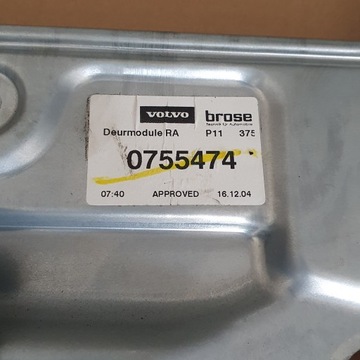 VOLVO brose
Deurmodule RA P11 375
0755474
07:40 APPROVED 16.12.04